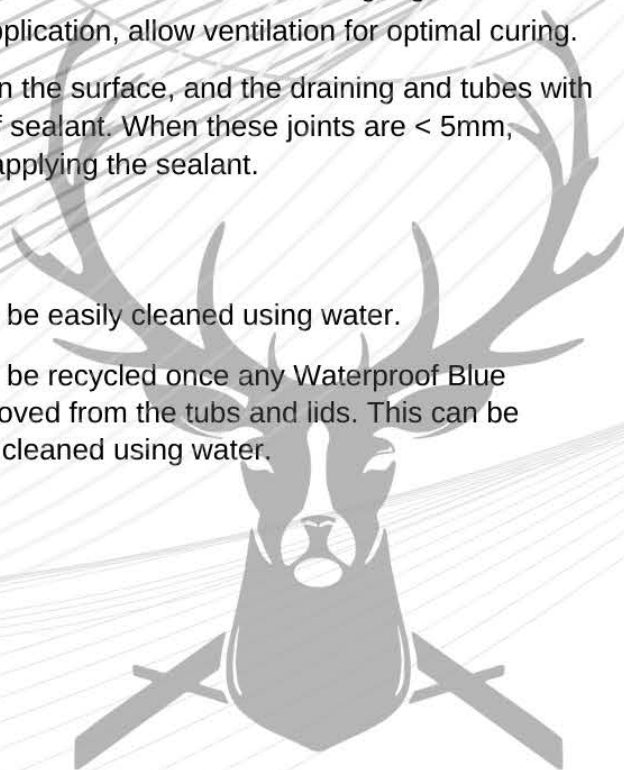 plication, allow ventilation for optimal curing.
n the surface, and the draining and tubes with
sealant. When these joints are < 5mm,
applying the sealant.
be easily cleaned using water.
be recycled once any Waterproof Blue
oved from the tubs and lids. This can be
cleaned using water.